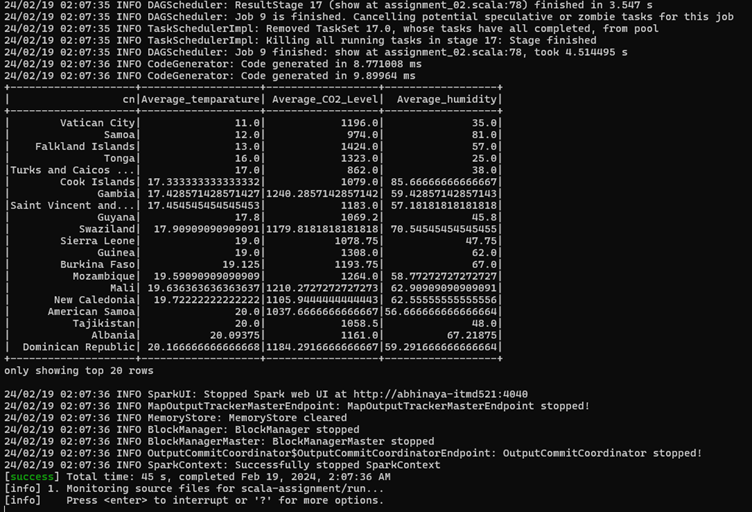 24/02/19 02:07:35 INFO DAGScheduler: ResultStage 17 (show at assignment_02.scala:78) finished in 3.547 s
24/02/19 02:07:35 INFO DAGScheduler: Job 9 is finished. Cancelling potential speculative or zombie tasks for this job
24/02/19 02:07:35 INFO TaskSchedulerImpl: Removed TaskSet 17.0, whose tasks have all completed, from pool
24/02/19 02:07:35 INFO TaskSchedulerImpl: Killing all running tasks in stage 17: Stage finished
24/02/19 02:07:35 INFO DAGScheduler: Job 9 finished: show at assignment_02.scala:78, took 4.514495 s
24/02/19 02:07:36 INFO CodeGenerator: Code generated in 8.771008 ms
24/02/19 02:07:36 INFO CodeGenerator: Code generated in 9.89964 ms
+--------------------+------------------+------------------+------------------+
|                  cn|Average_temparature| Average_CO2_Level|  Average_humidity|
+--------------------+------------------+------------------+------------------+
|        Vatican City|              11.0|            1196.0|              35.0|
|               Samoa|              12.0|             974.0|              81.0|
|    Falkland Islands|              13.0|            1424.0|              57.0|
|               Tonga|              16.0|            1323.0|              25.0|
|Turks and Caicos ...|              17.0|             862.0|              38.0|
|        Cook Islands| 17.333333333333332|            1079.0| 85.66666666666667|
|              Gambia| 17.428571428571427|1240.2857142857142| 59.42857142857143|
|Saint Vincent and...| 17.454545454545453|            1183.0| 57.18181818181818|
|              Guyana|              17.8|            1069.2|              45.8|
|           Swaziland| 17.90909090909091|1179.8181818181818| 70.54545454545455|
|        Sierra Leone|              19.0|           1078.75|             47.75|
|              Guinea|              19.0|            1308.0|              62.0|
|        Burkina Faso|            19.125|           1193.75|              67.0|
|          Mozambique| 19.59090909090909|            1264.0| 58.77272727272727|
|                Mali| 19.636363636363637|1210.2727272727273| 62.90909090909091|
|       New Caledonia| 19.72222222222222|1105.9444444444443| 62.55555555555556|
|      American Samoa|              20.0|1037.6666666666667|56.666666666666664|
|          Tajikistan|              20.0|            1058.5|              48.0|
|             Albania|          20.09375|            1161.0|          67.21875|
|  Dominican Republic| 20.166666666666668|1184.2916666666667|59.291666666666664|
+--------------------+------------------+------------------+------------------+
only showing top 20 rows
24/02/19 02:07:36 INFO SparkUI: Stopped Spark web UI at http://abhinaya-itmd521:4040
24/02/19 02:07:36 INFO MapOutputTrackerMasterEndpoint: MapOutputTrackerMasterEndpoint stopped!
24/02/19 02:07:36 INFO MemoryStore: MemoryStore cleared
24/02/19 02:07:36 INFO BlockManager: BlockManager stopped
24/02/19 02:07:36 INFO BlockManagerMaster: BlockManagerMaster stopped
24/02/19 02:07:36 INFO OutputCommitCoordinator$OutputCommitCoordinatorEndpoint: OutputCommitCoordinator stopped!
24/02/19 02:07:36 INFO SparkContext: Successfully stopped SparkContext
[success] Total time: 45 s, completed Feb 19, 2024, 2:07:36 AM
[info] 1. Monitoring source files for scala-assignment/run...
[info]    Press <enter> to interrupt or '?' for more options.